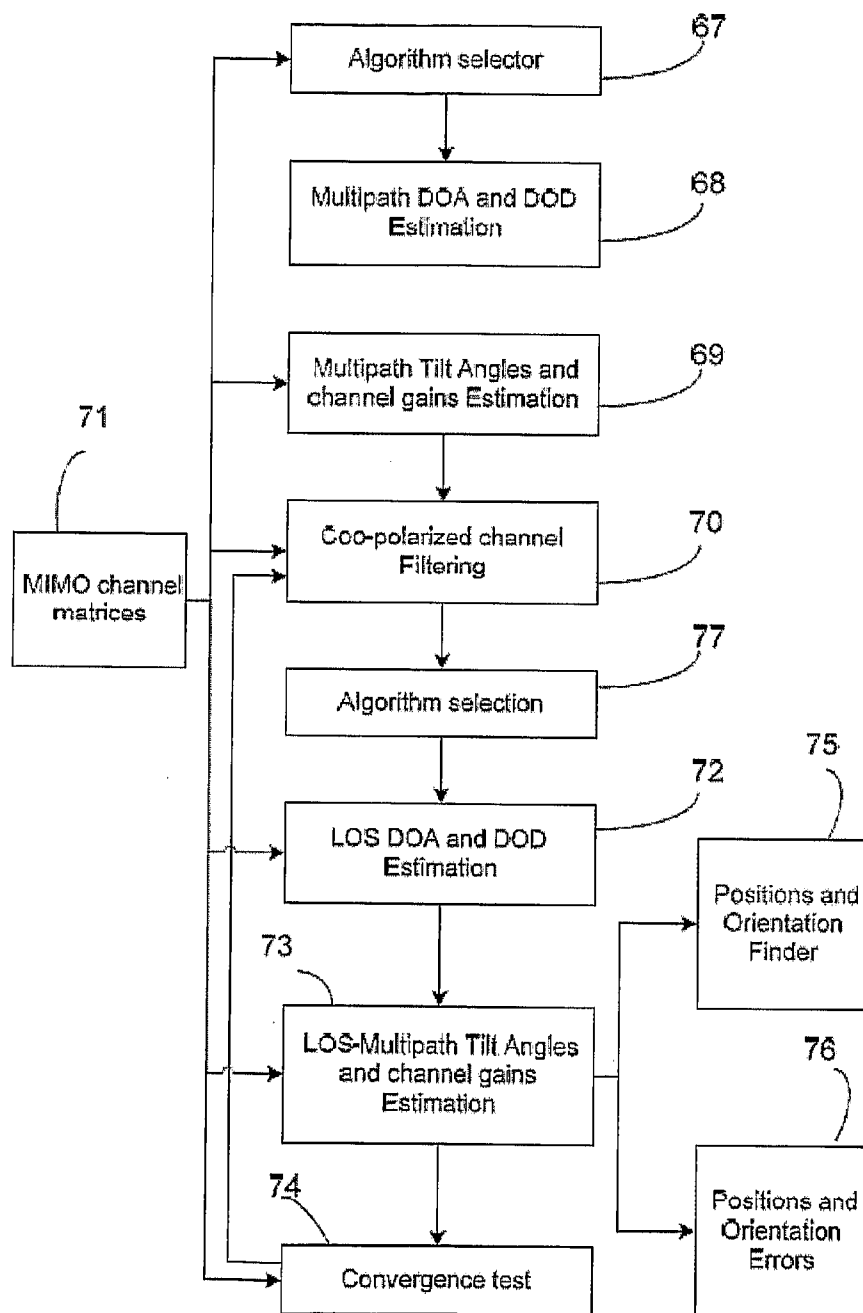 67
Algorithm selector
Multipath DOA and DOD
Estimation
68
Multipath Tilt Angles and
channel gains Estimation
69
71
MIMO channel
matrices
Coo-polarized channel
Filtering
70
77
Algorithm selection
72
LOS DOA and DOD
Estimation
75
Positions and
Orientation
Finder
73
LOS-Multipath Tilt Angles
and channel gains
Estimation
76
Positions and
Orientation
Errors
74
Convergence test